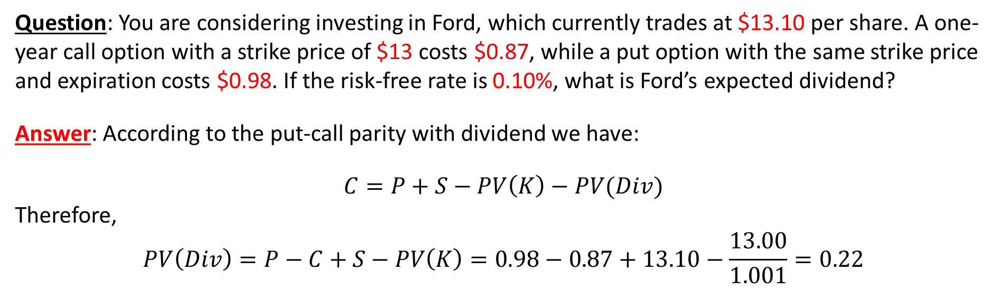 Question: You are considering investing in Ford, which currently trades at $13.10 per share. A one-
year call option with a strike price of $13 costs $0.87, while a put option with the same strike price
and expiration costs $0.98. If the risk-free rate is 0.10%, what is Ford’s expected dividend?
Answer: According to the put-call parity with dividend we have:
C = P + S − PV(K) − PV(Div)
Therefore,
PV(Div) = P − C + S − PV(K) = 0.98 − 0.87 + 13.10 − 13.00/1.001 = 0.22